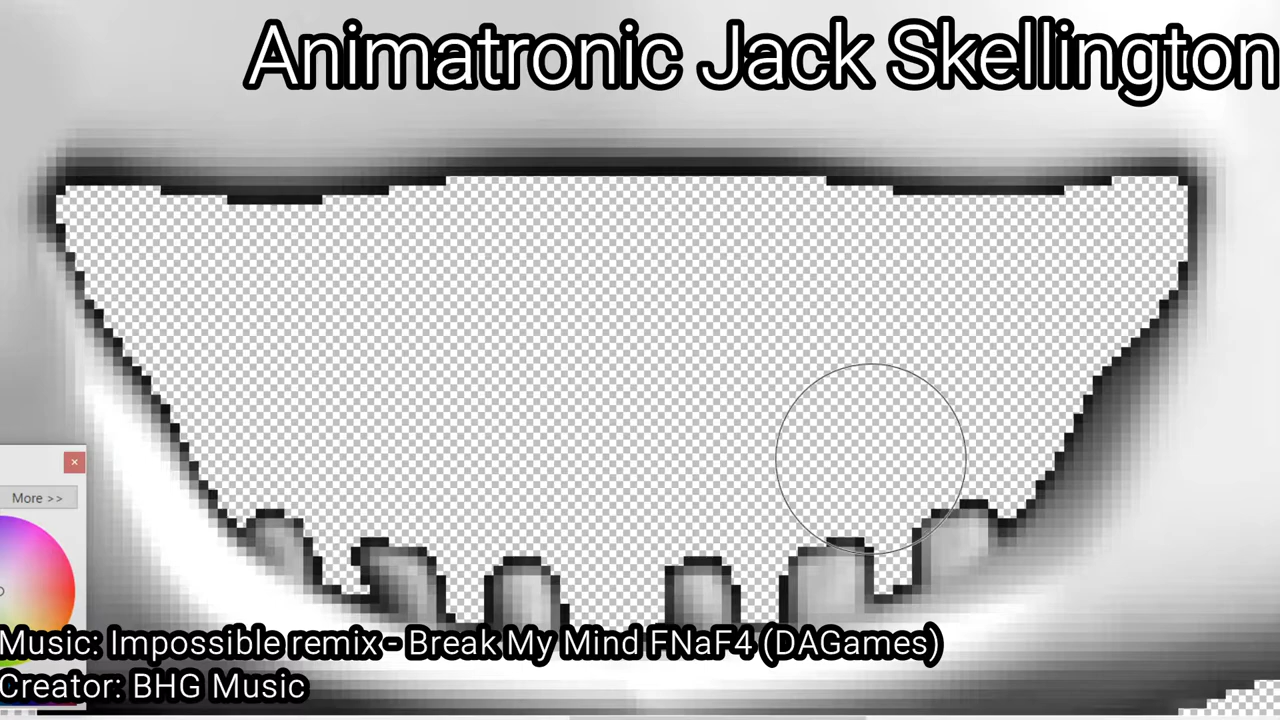 Animatronic Jack Skellington
More >>
Music: Impossible remix - Break My Mind FNaF4 (DAGames)
Creator: BHG Music